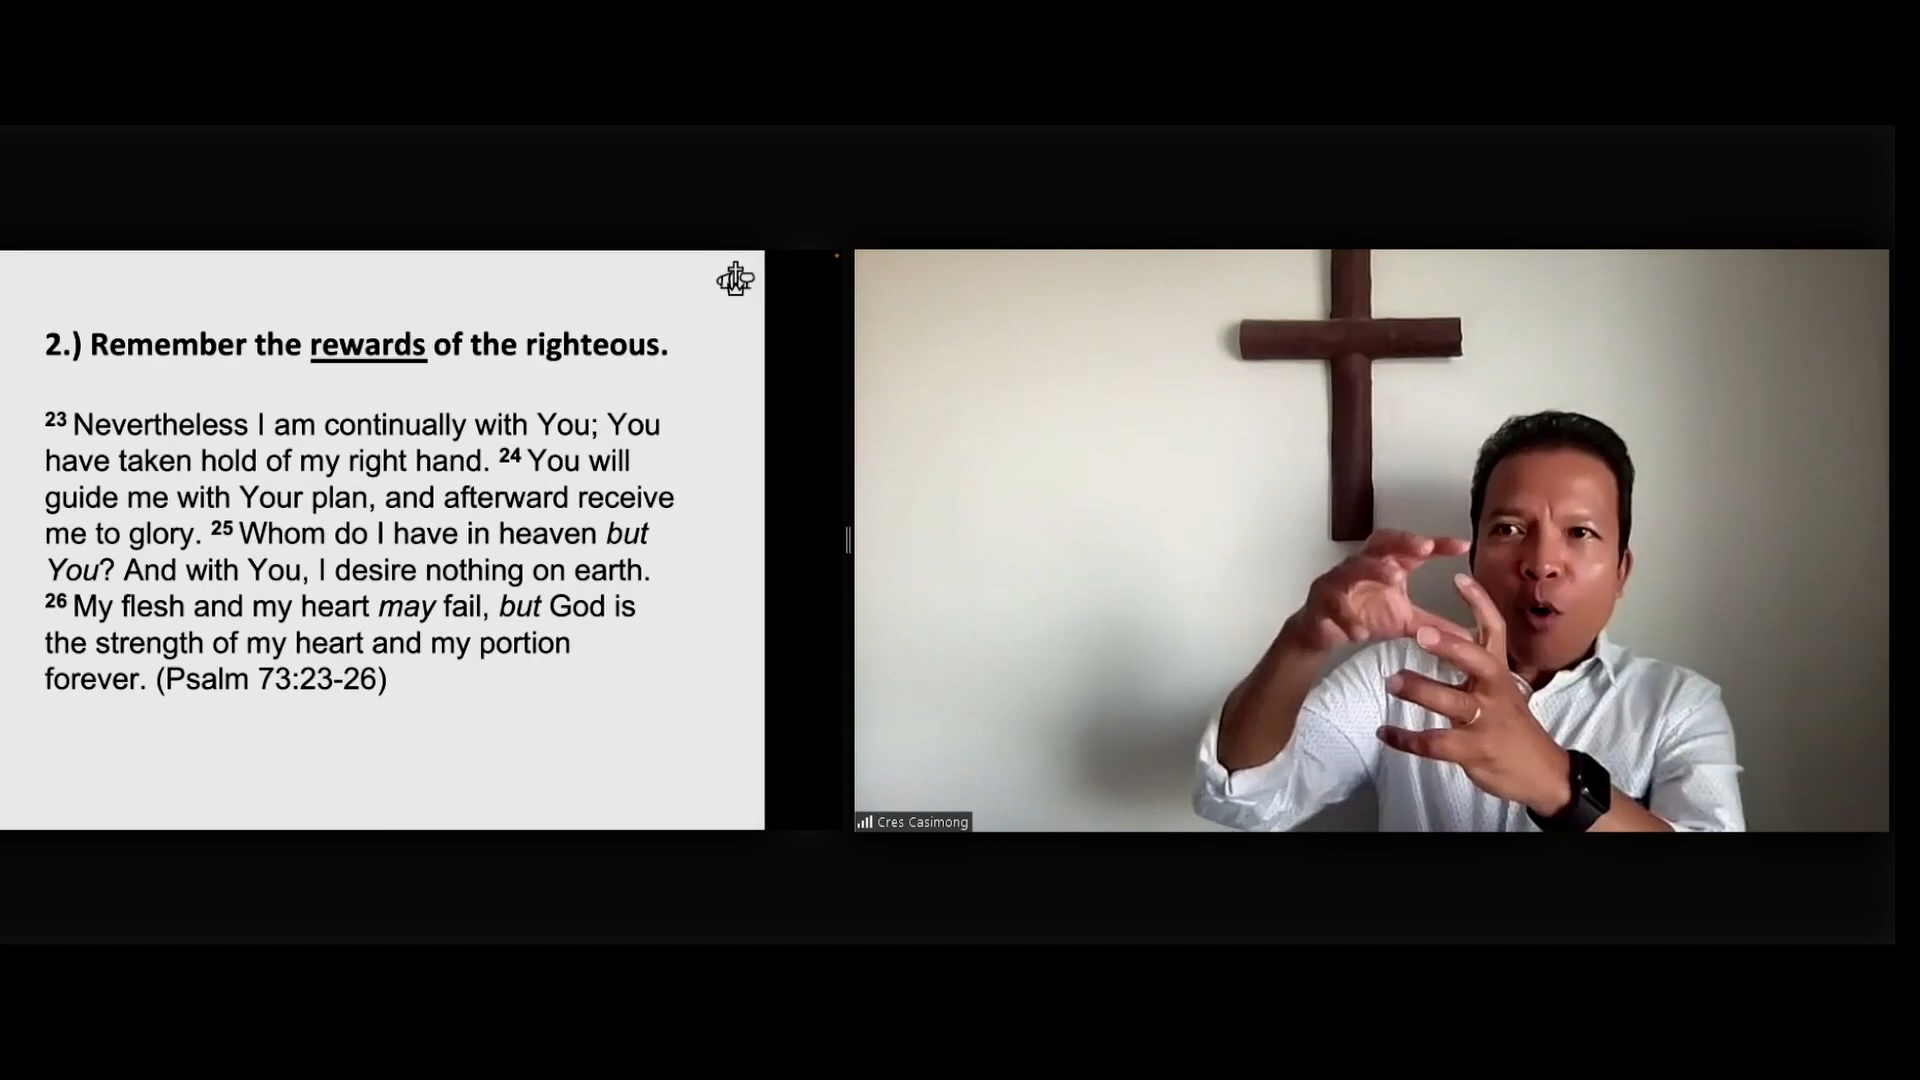 2.) Remember the rewards of the righteous.
23 Nevertheless I am continually with You; You
have taken hold of my right hand. 24 You will
guide me with Your plan, and afterward receive
me to glory. 25 Whom do I have in heaven but
You? And with You, I desire nothing on earth.
26 My flesh and my heart may fail, but God is
the strength of my heart and my portion
forever. (Psalm 73:23-26)
Cres Casimong